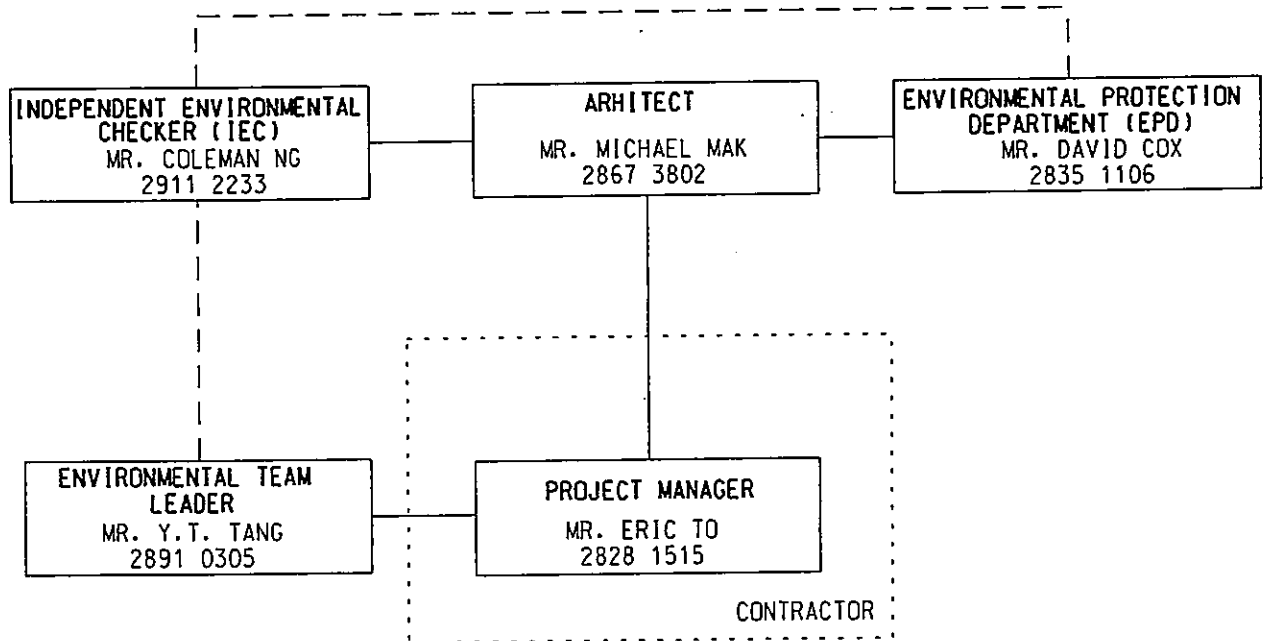 INDEPENDENT ENVIRONMENTAL
CHECKER (IEC)
MR. COLEMAN NG
2911 2233
ARHITECT
MR. MICHAEL MAK
2867 3802
ENVIRONMENTAL PROTECTION
DEPARTMENT (EPD)
MR. DAVID COX
2835 1106
ENVIRONMENTAL TEAM
LEADER
MR. Y.T. TANG
2891 0305
PROJECT MANAGER
MR. ERIC TO
2828 1515
CONTRACTOR